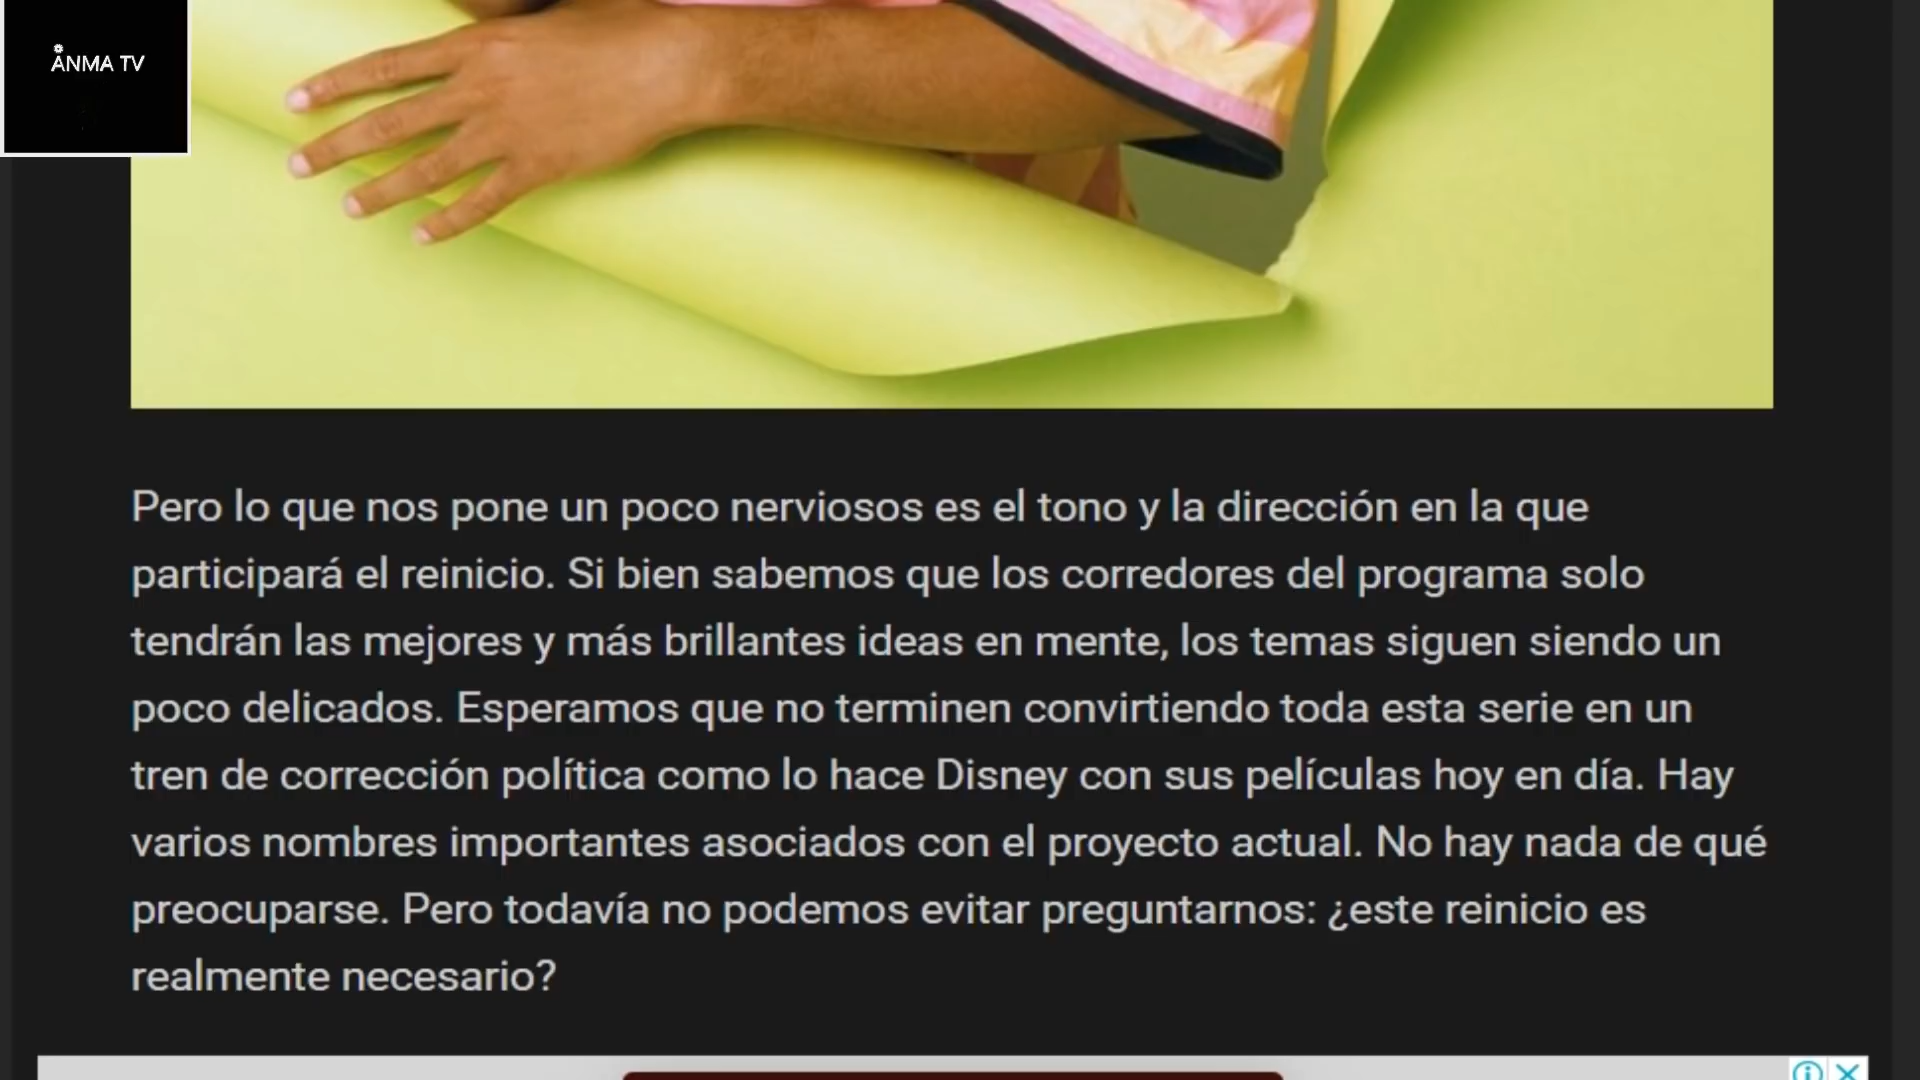 ANMA TV
Pero lo que nos pone un poco nerviosos es el tono y la dirección en la que
participará el reinicio. Si bien sabemos que los corredores del programa solo
tendrán las mejores y más brillantes ideas en mente, los temas siguen siendo un
poco delicados. Esperamos que no terminen convirtiendo toda esta serie en un
tren de corrección política como lo hace Disney con sus películas hoy en día. Hay
varios nombres importantes asociados con el proyecto actual. No hay nada de qué
preocuparse. Pero todavía no podemos evitar preguntarnos: ¿este reinicio es
realmente necesario?